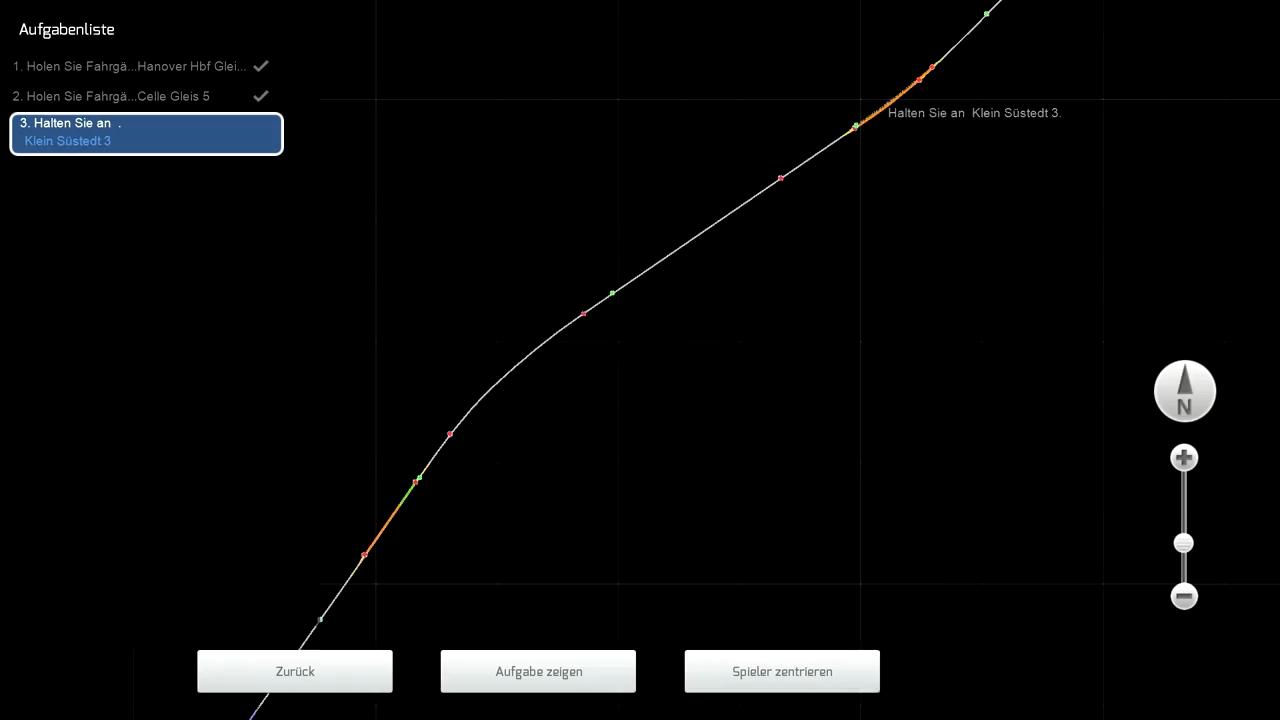 Aufgabenliste
1. Holen Sie Fahrgä...Hanover Hbf Glei...
2. Holen Sie Fahrgä...Celle Gleis 5
3. Halten Sie an  .
Klein Süstedt 3
Halten Sie an  Klein Süstedt 3.
N
Zurück
Aufgabe zeigen
Spieler zentrieren